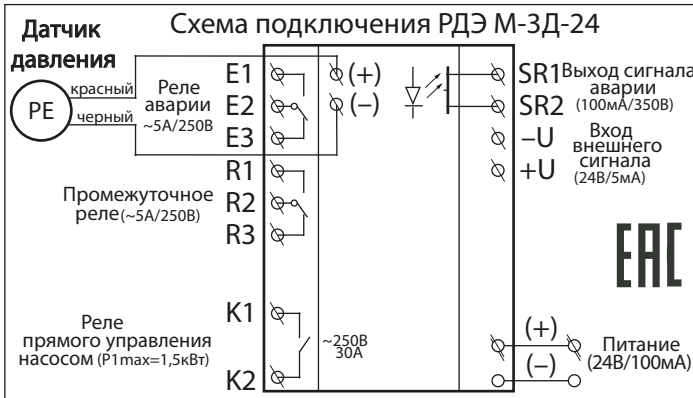 Схема подключения РДЭ М-3Д-24
Датчик
давления
красный
PE
черный
Реле
аварии
~5А/250В
E1
E2
E3
(+)
(−)
Промежуточное
реле (~5А/250В)
R1
R2
R3
Реле
прямого управления
насосом (P1max=1,5кВт)
K1
K2
~250В
30А
SR1
SR2
Выход сигнала
аварии
(100мА/350В)
−U
+U
Вход
внешнего
сигнала
(24В/5мА)
EAC
(+)
(−)
Питание
(24В/100мА)